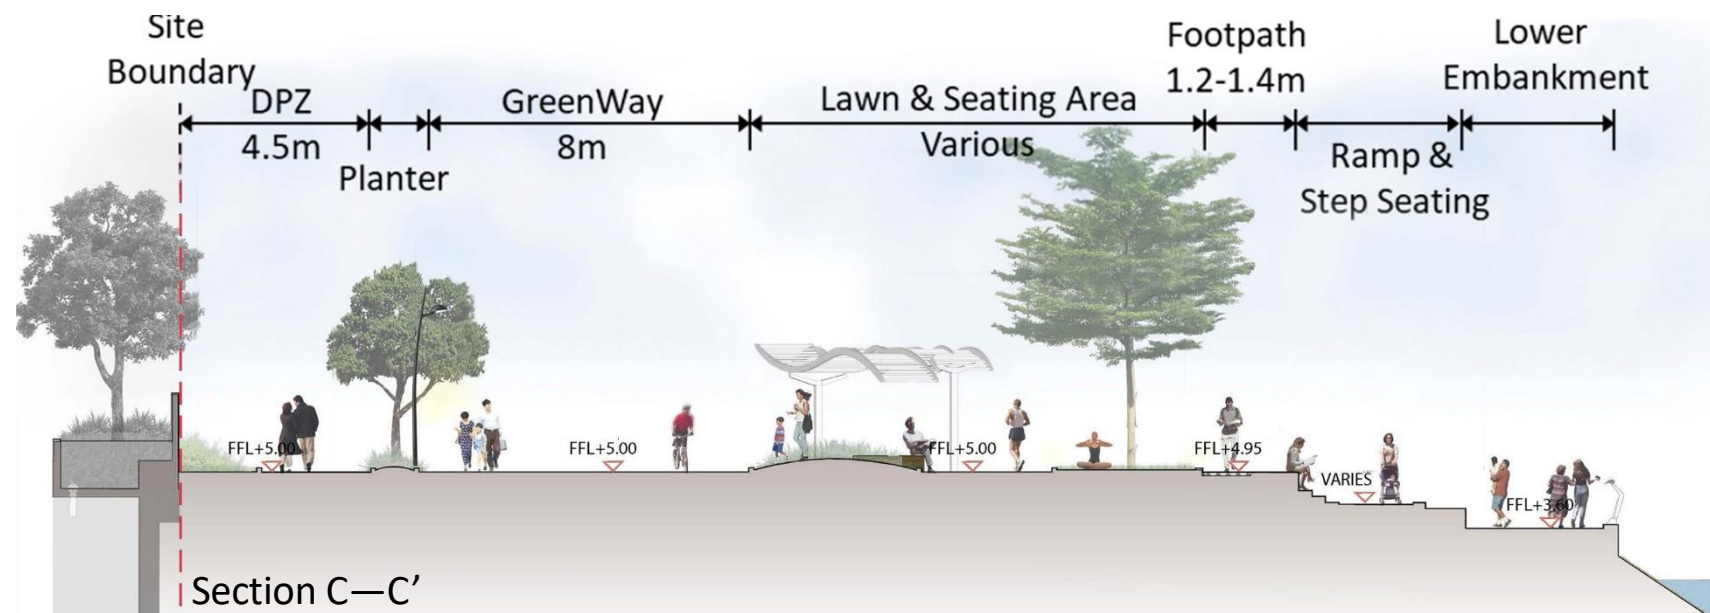 Site
Boundary
DPZ
4.5m
Planter
GreenWay
8m
Lawn & Seating Area
Various
Footpath
1.2-1.4m
Ramp &
Step Seating
Lower
Embankment
FFL+5.00
FFL+5.00
FFL+5.00
FFL+4.95
VARIES
FFL+3.60
Section C—C’